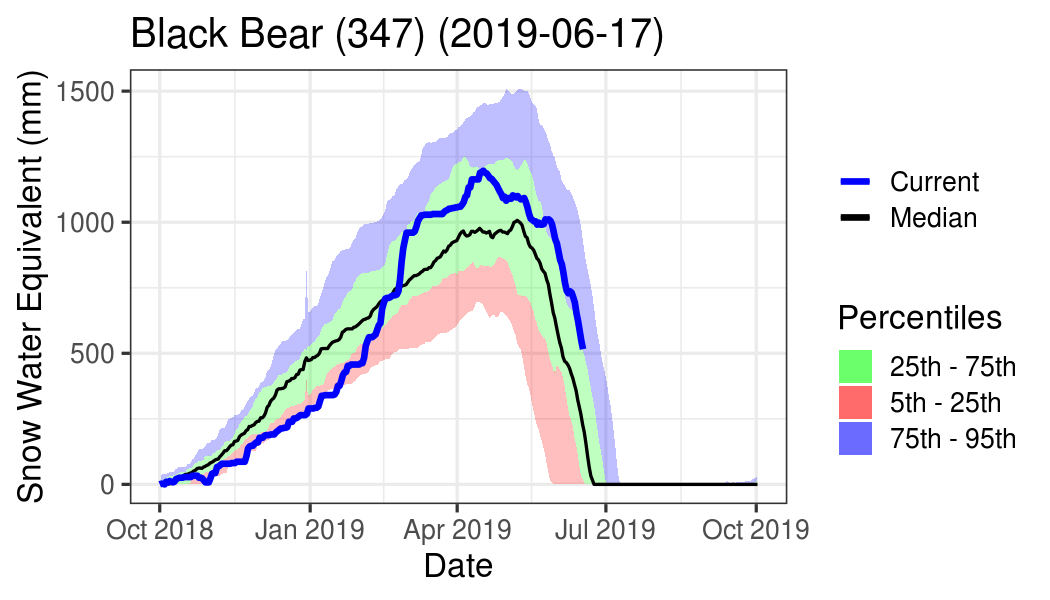 Black Bear (347) (2019-06-17)
Snow Water Equivalent (mm)
1500
1000
500
0
Oct 2018
Jan 2019
Apr 2019
Jul 2019
Oct 2019
Date
Current
Median
Percentiles
25th - 75th
5th - 25th
75th - 95th